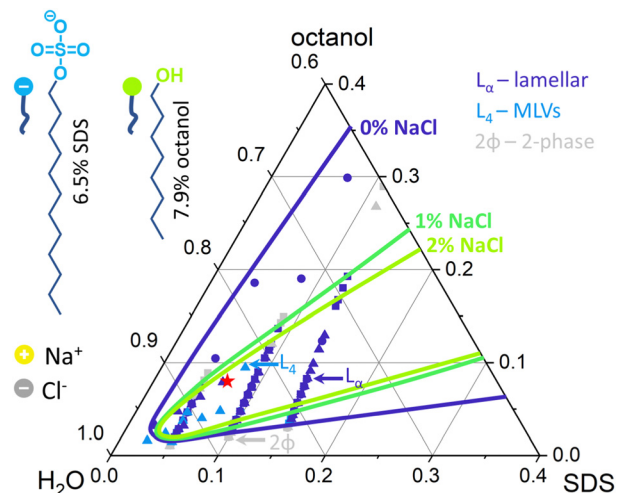 octanol
0.6
0.4
Lα – lamellar
L4 – MLVs
2ϕ – 2-phase
⊖
O
O=S=O
O
OH
6.5% SDS
7.9% octanol
0% NaCl
0.7
0.3
1% NaCl
2% NaCl
0.8
0.2
+ Na+
− Cl-
0.9
0.1
L4
Lα
2ϕ
1.0
0.0
H2O
0.0
0.1
0.2
0.3
0.4
SDS